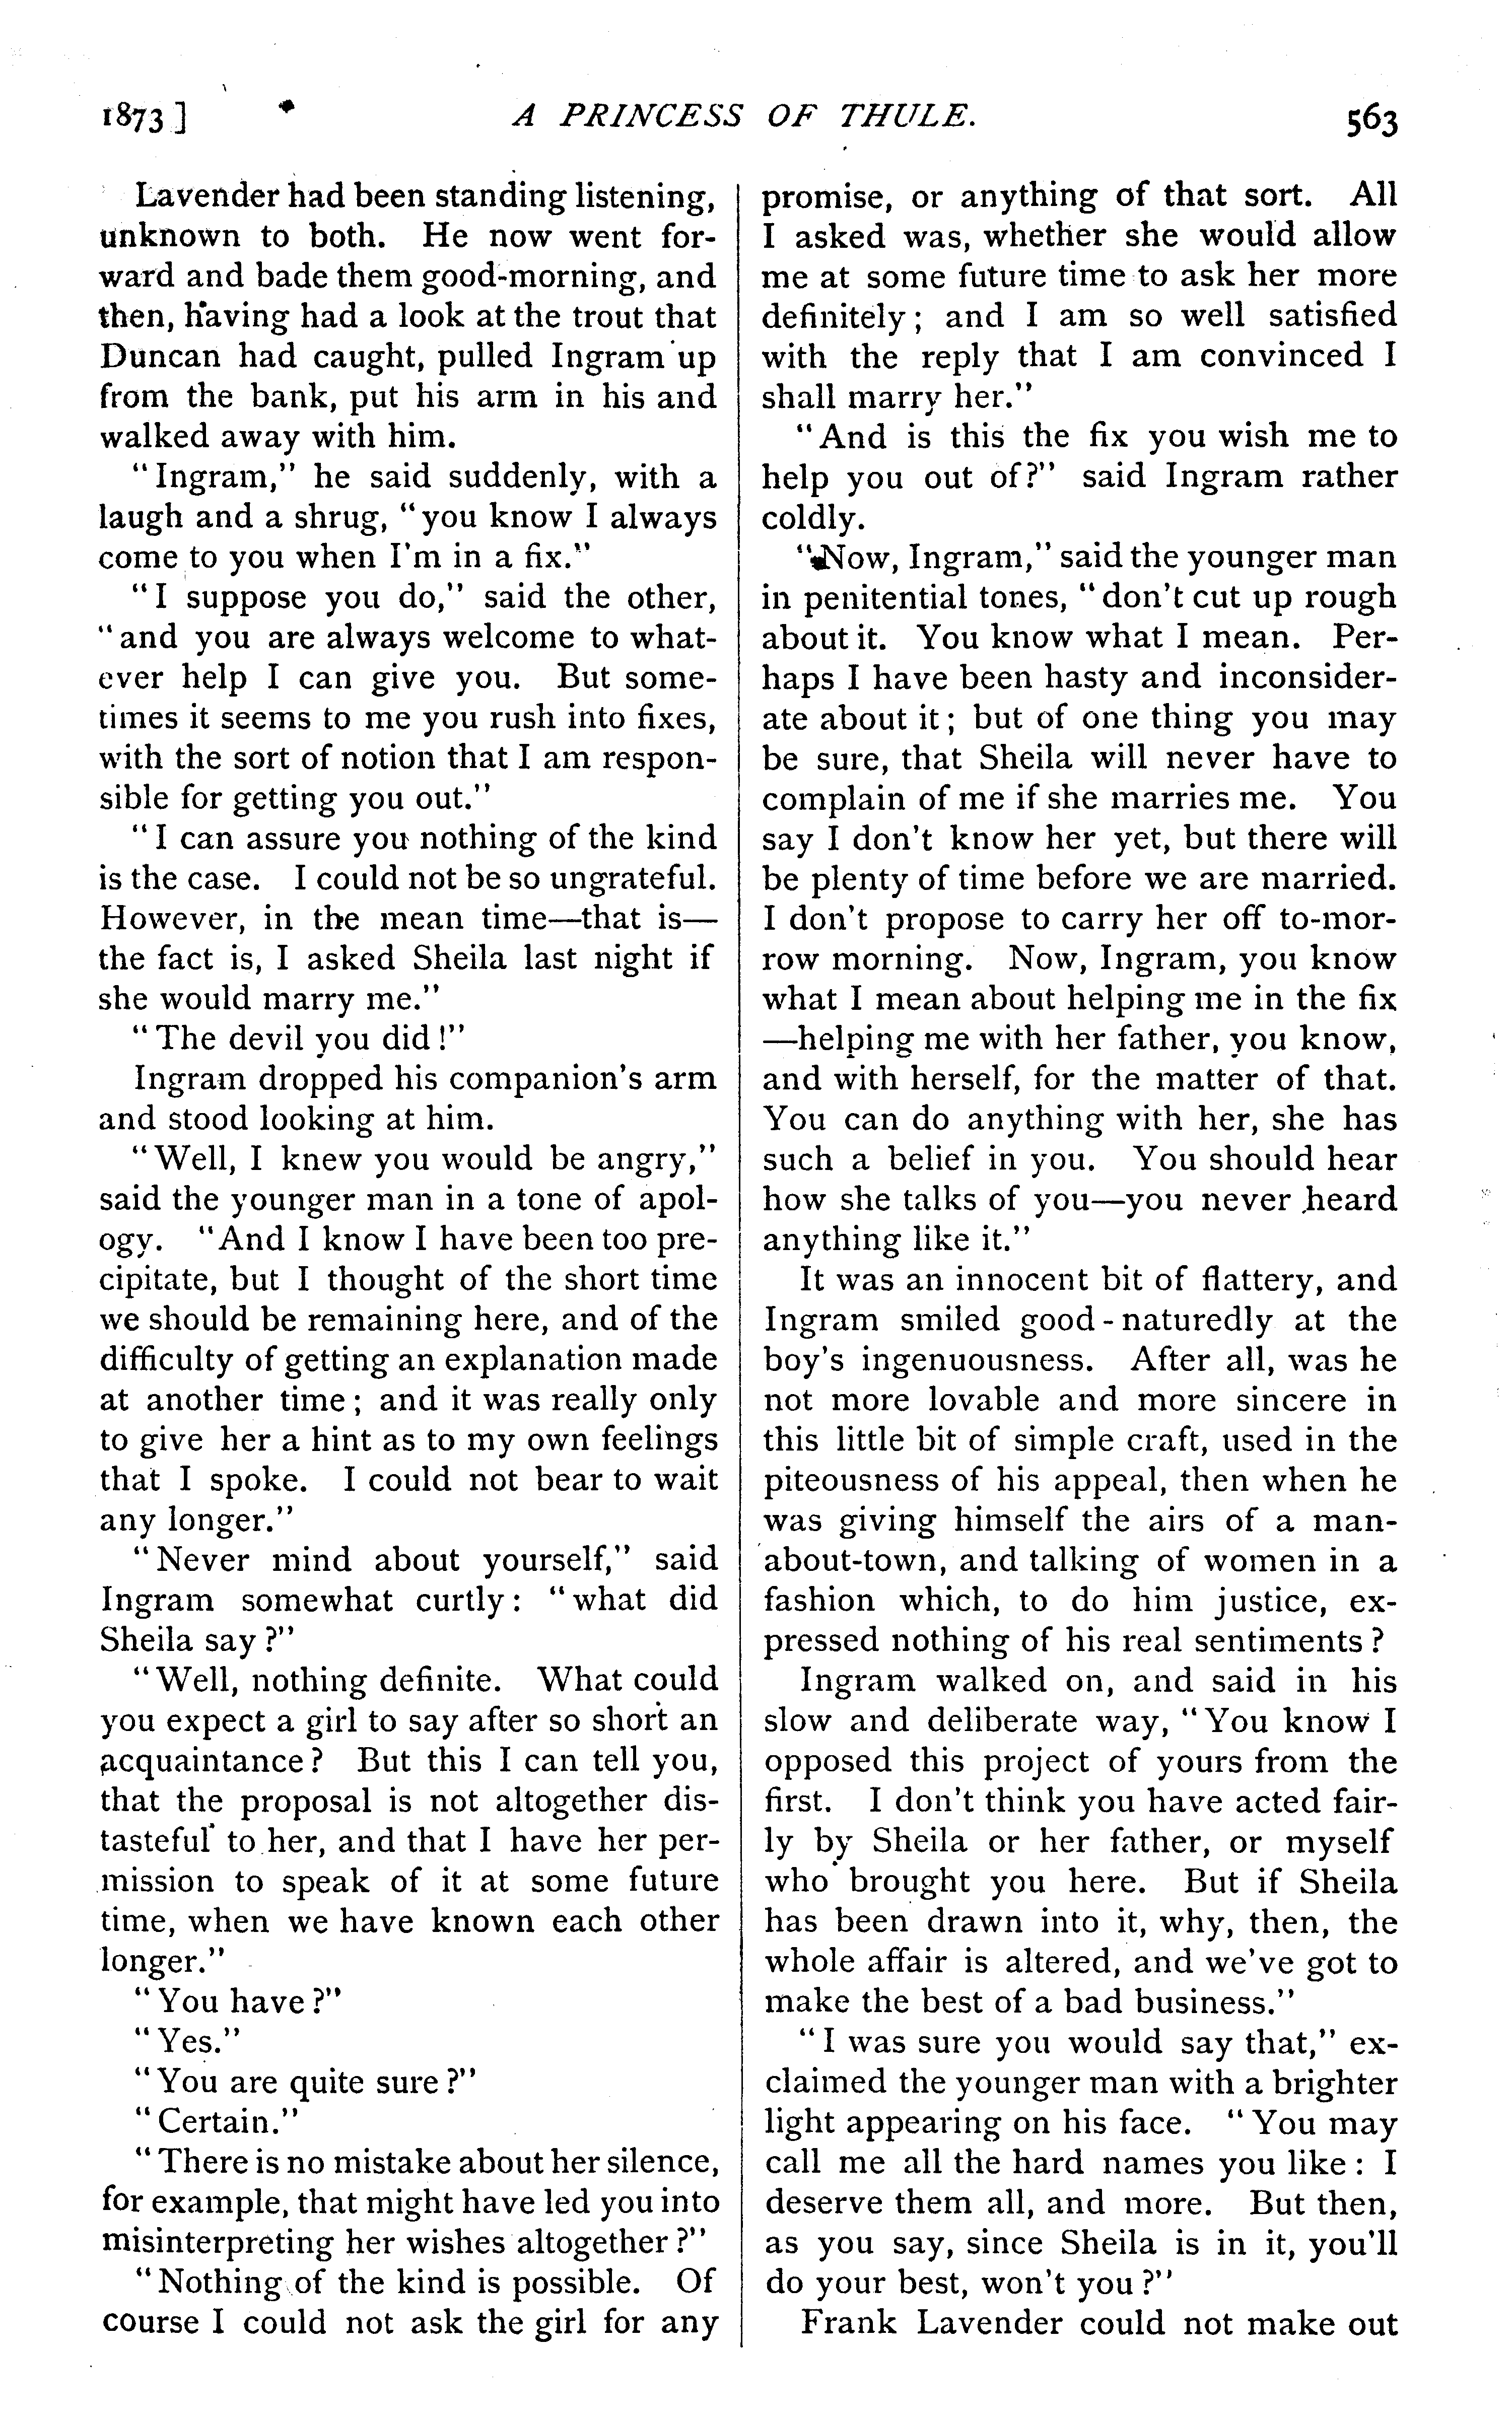 1873] A PRINCESS OF THULE. 563
Lavender had been standing listening,
unknown to both. He now went for-
ward and bade them good-morning, and
then, having had a look at the trout that
Duncan had caught, pulled Ingram up
from the bank, put his arm in his and
walked away with him.
"Ingram," he said suddenly, with a
laugh and a shrug, "you know I always
come to you when I'm in a fix."
"I suppose you do," said the other,
"and you are always welcome to what-
ever help I can give you. But some-
times it seems to me you rush into fixes,
with the sort of notion that I am respon-
sible for getting you out."
"I can assure you nothing of the kind
is the case. I could not be so ungrateful.
However, in the mean time—that is—
the fact is, I asked Sheila last night if
she would marry me."
"The devil you did!"
Ingram dropped his companion's arm
and stood looking at him.
"Well, I knew you would be angry,"
said the younger man in a tone of apol-
ogy. "And I know I have been too pre-
cipitate, but I thought of the short time
we should be remaining here, and of the
difficulty of getting an explanation made
at another time; and it was really only
to give her a hint as to my own feelings
that I spoke. I could not bear to wait
any longer."
"Never mind about yourself," said
Ingram somewhat curtly: "what did
Sheila say?"
"Well, nothing definite. What could
you expect a girl to say after so short an
acquaintance? But this I can tell you,
that the proposal is not altogether dis-
tasteful to her, and that I have her per-
mission to speak of it at some future
time, when we have known each other
longer."
"You have?"
"Yes."
"You are quite sure?"
"Certain."
"There is no mistake about her silence,
for example, that might have led you into
misinterpreting her wishes altogether?"
"Nothing of the kind is possible. Of
course I could not ask the girl for any
promise, or anything of that sort. All
I asked was, whether she would allow
me at some future time to ask her more
definitely; and I am so well satisfied
with the reply that I am convinced I
shall marry her."
"And is this the fix you wish me to
help you out of?" said Ingram rather
coldly.
"Now, Ingram," said the younger man
in penitential tones, "don't cut up rough
about it. You know what I mean. Per-
haps I have been hasty and inconsider-
ate about it; but of one thing you may
be sure, that Sheila will never have to
complain of me if she marries me. You
say I don't know her yet, but there will
be plenty of time before we are married.
I don't propose to carry her off to-mor-
row morning. Now, Ingram, you know
what I mean about helping me in the fix
—helping me with her father, you know,
and with herself, for the matter of that.
You can do anything with her, she has
such a belief in you. You should hear
how she talks of you—you never heard
anything like it."
It was an innocent bit of flattery, and
Ingram smiled good-naturedly at the
boy's ingenuousness. After all, was he
not more lovable and more sincere in
this little bit of simple craft, used in the
piteousness of his appeal, then when he
was giving himself the airs of a man-
about-town, and talking of women in a
fashion which, to do him justice, ex-
pressed nothing of his real sentiments?
Ingram walked on, and said in his
slow and deliberate way, "You know I
opposed this project of yours from the
first. I don't think you have acted fair-
ly by Sheila or her father, or myself
who brought you here. But if Sheila
has been drawn into it, why, then, the
whole affair is altered, and we've got to
make the best of a bad business."
"I was sure you would say that," ex-
claimed the younger man with a brighter
light appearing on his face. "You may
call me all the hard names you like: I
deserve them all, and more. But then,
as you say, since Sheila is in it, you'll
do your best, won't you?"
Frank Lavender could not make out